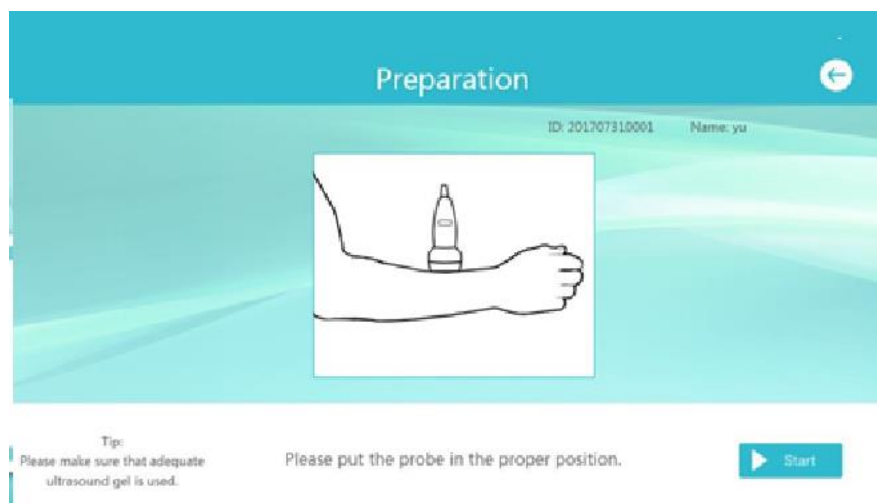 Preparation
ID: 201707310001 Name: yu
Tip:
Please make sure that adequate
ultrasound gel is used.
Please put the probe in the proper position.
Start